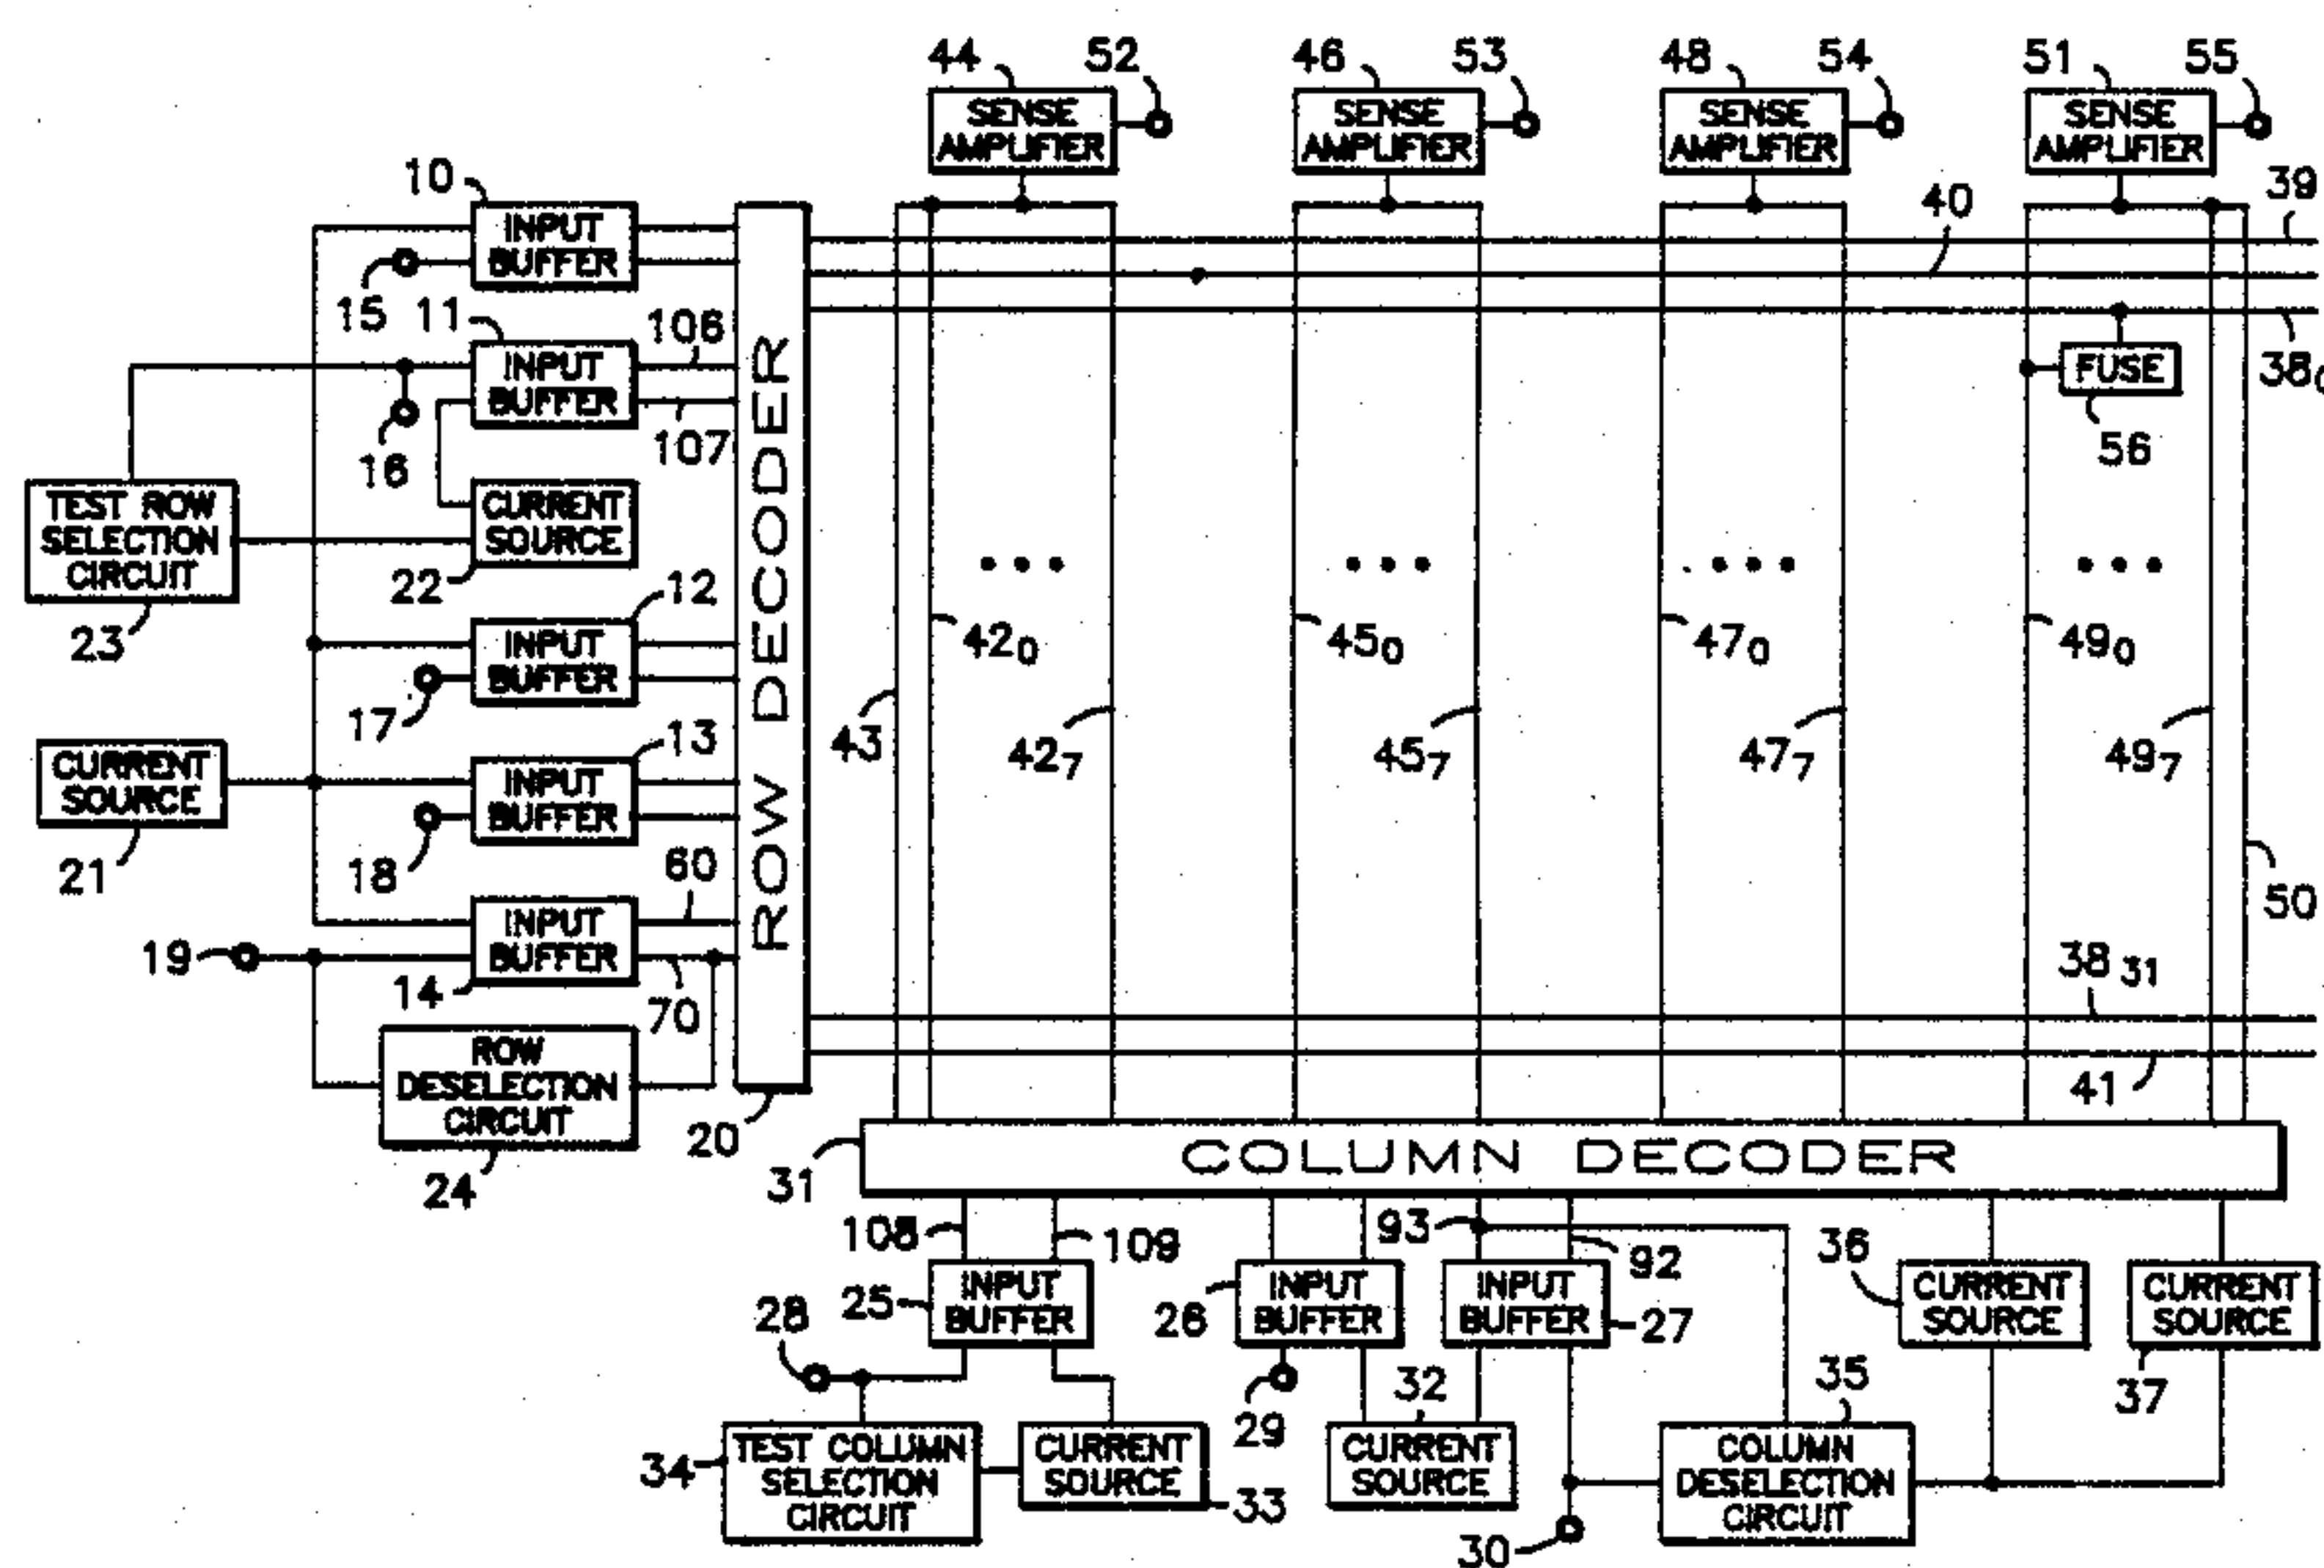 44 52 46 53 48 54 51 55
SENSE AMPLIFIER
SENSE AMPLIFIER
SENSE AMPLIFIER
SENSE AMPLIFIER
39
40
10
INPUT BUFFER
15
11
INPUT BUFFER
106
107
16
38₀
FUSE
56
TEST ROW SELECTION CIRCUIT
23
CURRENT SOURCE
22
ROW DECODER
12
INPUT BUFFER
17
42₀ 45₀ 47₀ 49₀
43 42₇ 45₇ 47₇ 49₇
CURRENT SOURCE
21
13
INPUT BUFFER
18
60
50
19
INPUT BUFFER
14
70
38₃₁
41
ROW DESELECTION CIRCUIT
24
20
31
COLUMN DECODER
108 109 93 92
25
INPUT BUFFER
26
INPUT BUFFER
INPUT BUFFER
27
36
CURRENT SOURCE
CURRENT SOURCE
37
28
29
32
35
34
TEST COLUMN SELECTION CIRCUIT
CURRENT SOURCE
33
CURRENT SOURCE
COLUMN DESELECTION CIRCUIT
30